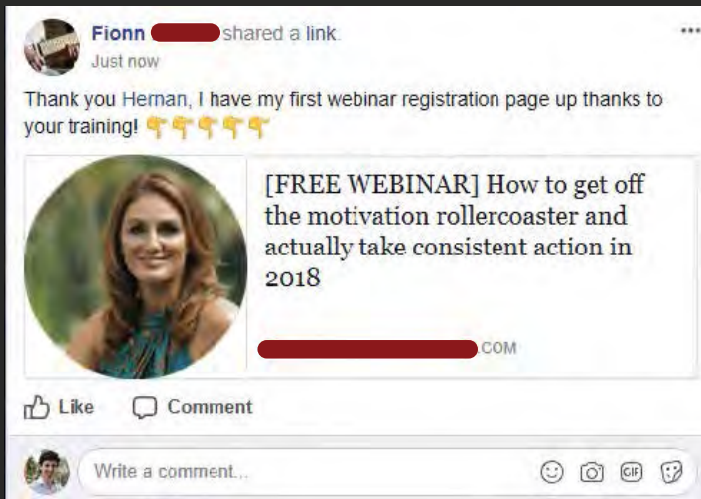 Fionn shared a link.
Just now
Thank you Hernan, I have my first webinar registration page up thanks to
your training! 👇👇👇👇👇
[FREE WEBINAR] How to get off
the motivation rollercoaster and
actually take consistent action in
2018
.COM
Like Comment
Write a comment...
GIF